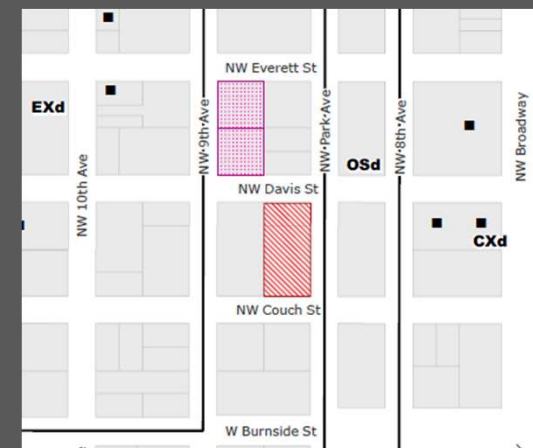 NW Everett St
EXd
NW 9th Ave
NW Park Ave
NW 8th Ave
NW Broadway
NW 10th Ave
OSd
NW Davis St
CXd
NW Couch St
W Burnside St